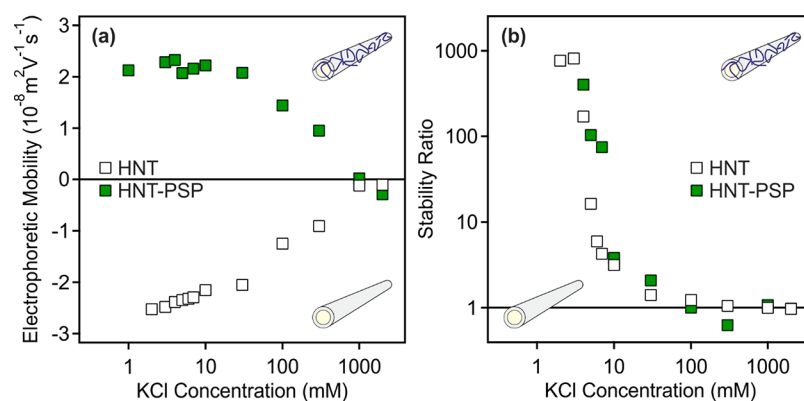 (a)
Electrophoretic Mobility (10⁻⁸m²V⁻¹s⁻¹)
3
2
1
0
-1
-2
-3
HNT
HNT-PSP
1
10
100
1000
KCl Concentration (mM)
(b)
Stability Ratio
1000
100
10
1
HNT
HNT-PSP
1
10
100
1000
KCl Concentration (mM)